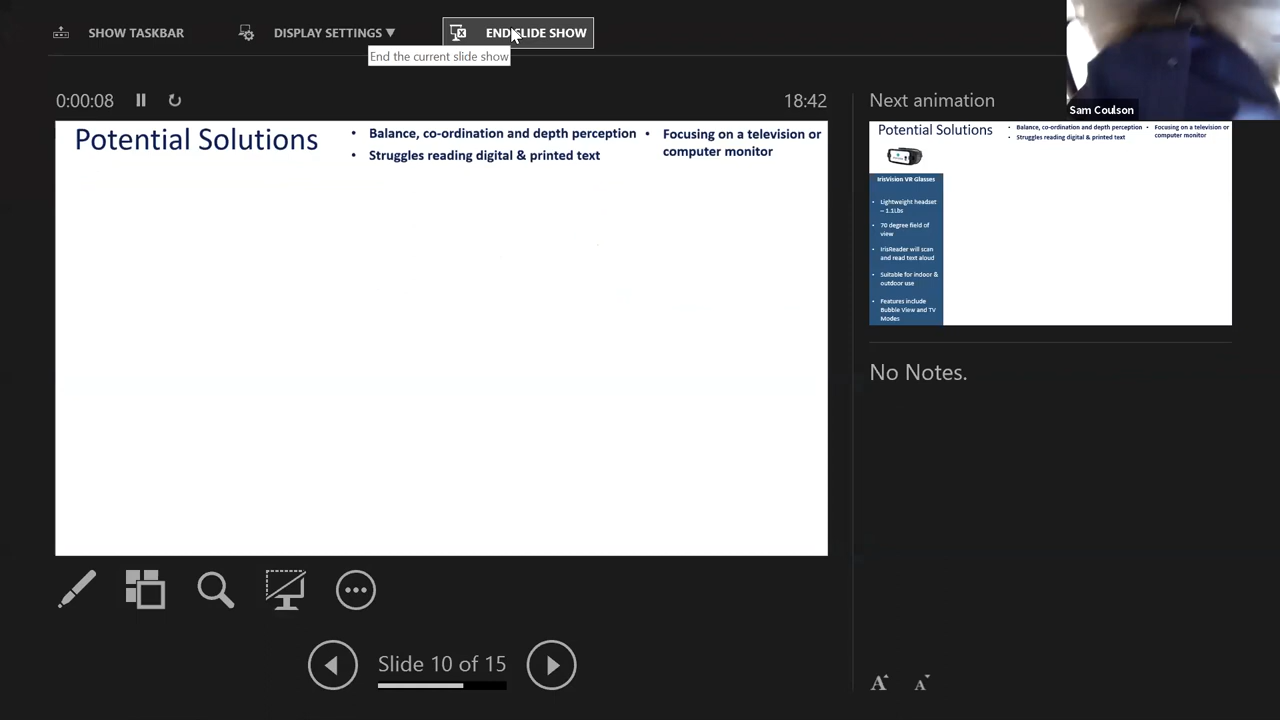 SHOW TASKBAR
DISPLAY SETTINGS ▼
END SLIDE SHOW
End the current slide show
Sam Coulson
0:00:08
18:42
Next animation
Potential Solutions
• Balance, co-ordination and depth perception
• Struggles reading digital & printed text
• Focusing on a television or
computer monitor
Potential Solutions
• Balance, co-ordination and depth perception
• Struggles reading digital & printed text
• Focusing on a television or
computer monitor
IrisVision VR Glasses
• Lightweight headset
– 1.1Lbs
• 70 degree field of
view
• IrisReader will scan
and read text aloud
• Suitable for indoor &
outdoor use
• Features include
Bubble View and TV
Modes
No Notes.
Slide 10 of 15
A A